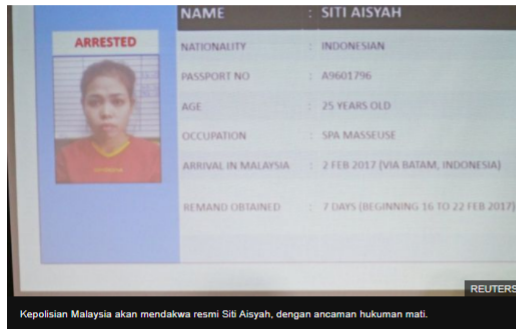 NAME : SITI AISYAH
ARRESTED
NATIONALITY : INDONESIAN
PASSPORT NO : A9601796
AGE : 25 YEARS OLD
OCCUPATION : SPA MASSEUSE
ARRIVAL IN MALAYSIA : 2 FEB 2017 (VIA BATAM, INDONESIA)
REMAND OBTAINED : 7 DAYS (BEGINNING 16 TO 22 FEB 2017)
REUTERS
Kepolisian Malaysia akan mendakwa resmi Siti Aisyah, dengan ancaman hukuman mati.